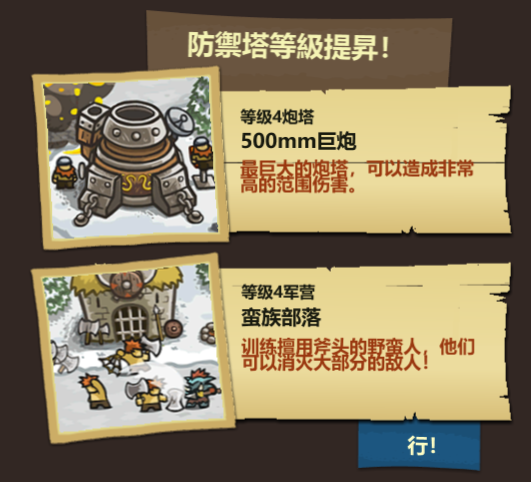 防禦塔等級提昇!
等级4炮塔
500mm巨炮
最巨大的炮塔，可以造成非常
高的范围伤害。
等级4军营
蛮族部落
训练擅用斧头的野蛮人，他们
可以消灭大部分的敌人!
行!